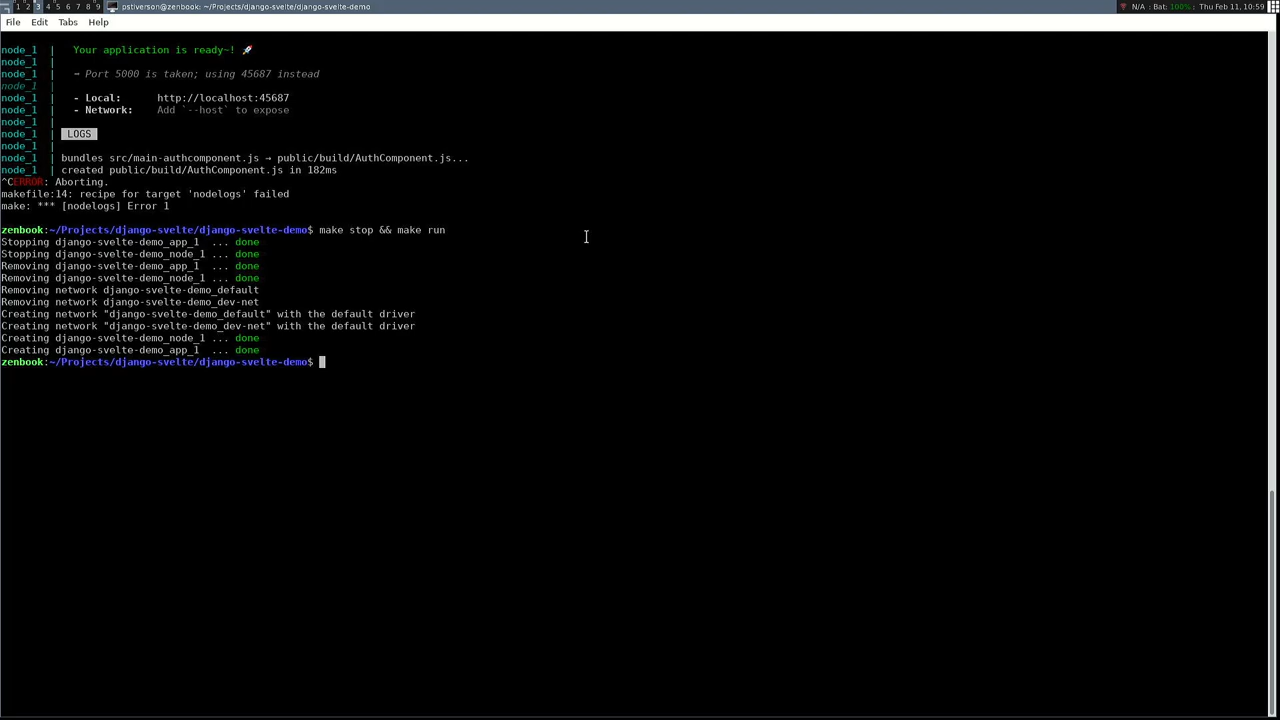 1 2 3 4 5 6 7 8 9 pstiverson@zenbook: ~/Projects/django-svelte/django-svelte-demo N/A : Bat: 100% : Thu Feb 11, 10:59
File Edit Tabs Help
node_1 | Your application is ready~! 🚀
node_1 |
node_1 | ➡ Port 5000 is taken; using 45687 instead
node_1 |
node_1 | - Local: http://localhost:45687
node_1 | - Network: Add `--host` to expose
node_1 |
node_1 | LOGS
node_1 |
node_1 | bundles src/main-authcomponent.js → public/build/AuthComponent.js...
node_1 | created public/build/AuthComponent.js in 182ms
^CERROR: Aborting.
makefile:14: recipe for target 'nodelogs' failed
make: *** [nodelogs] Error 1
zenbook:~/Projects/django-svelte/django-svelte-demo$ make stop && make run
Stopping django-svelte-demo_app_1 ... done
Stopping django-svelte-demo_node_1 ... done
Removing django-svelte-demo_app_1 ... done
Removing django-svelte-demo_node_1 ... done
Removing network django-svelte-demo_default
Removing network django-svelte-demo_dev-net
Creating network "django-svelte-demo_default" with the default driver
Creating network "django-svelte-demo_dev-net" with the default driver
Creating django-svelte-demo_node_1 ... done
Creating django-svelte-demo_app_1 ... done
zenbook:~/Projects/django-svelte/django-svelte-demo$